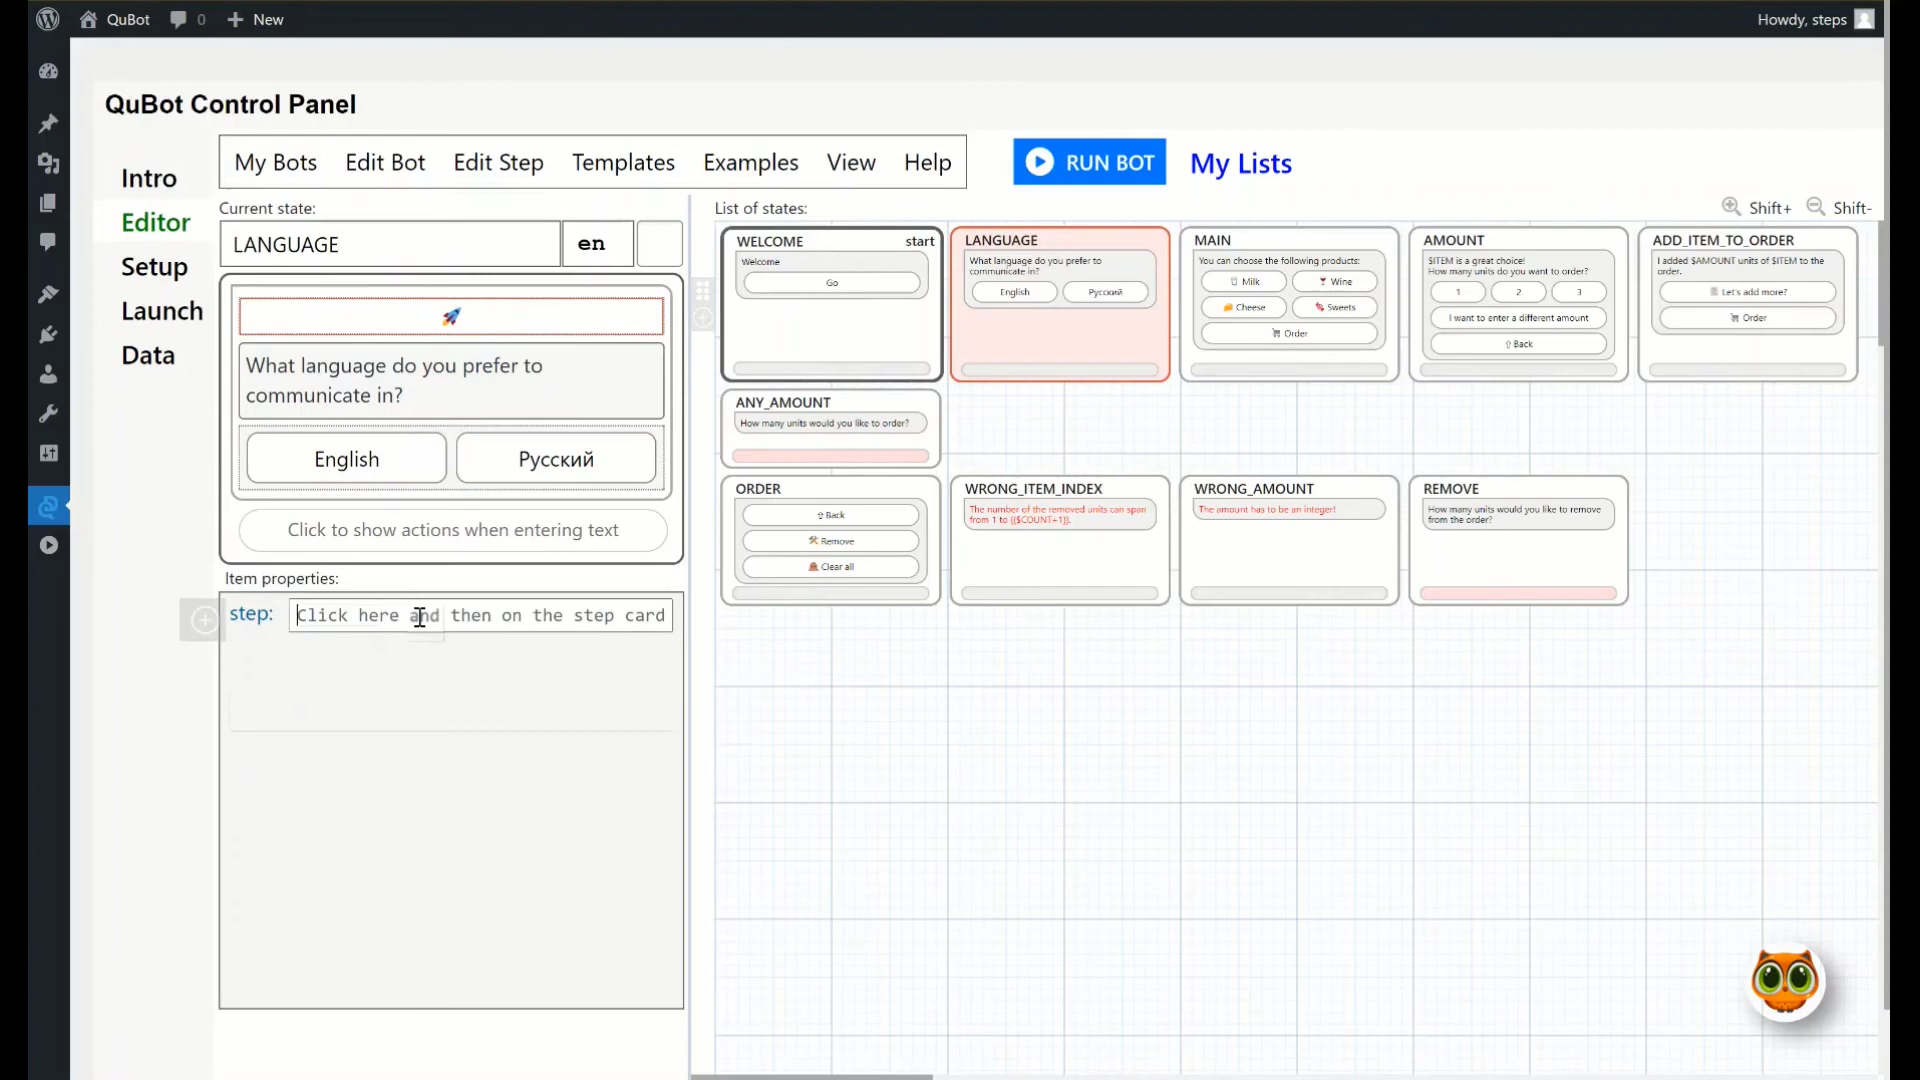 QuBot
0
New
Howdy, steps
QuBot Control Panel
My Bots
Edit Bot
Edit Step
Templates
Examples
View
Help
RUN BOT
My Lists
Intro
Editor
Setup
Launch
Data
Current state:
LANGUAGE
en
What language do you prefer to
communicate in?
English
Русский
Click to show actions when entering text
Item properties:
step:
Click here and then on the step card
List of states:
Shift+
Shift-
WELCOME
start
Welcome
Go
LANGUAGE
What language do you prefer to
communicate in?
English
Русский
MAIN
You can choose the following products:
Milk
Wine
Cheese
Sweets
Order
AMOUNT
$ITEM is a great choice!
How many units do you want to order?
1
2
3
I want to enter a different amount
Back
ADD_ITEM_TO_ORDER
I added $AMOUNT units of $ITEM to the
order.
Let's add more?
Order
ANY_AMOUNT
How many units would you like to order?
ORDER
Back
Remove
Clear all
WRONG_ITEM_INDEX
The number of the removed units can span
from 1 to {{$COUNT+1}}.
WRONG_AMOUNT
The amount has to be an integer!
REMOVE
How many units would you like to remove
from the order?